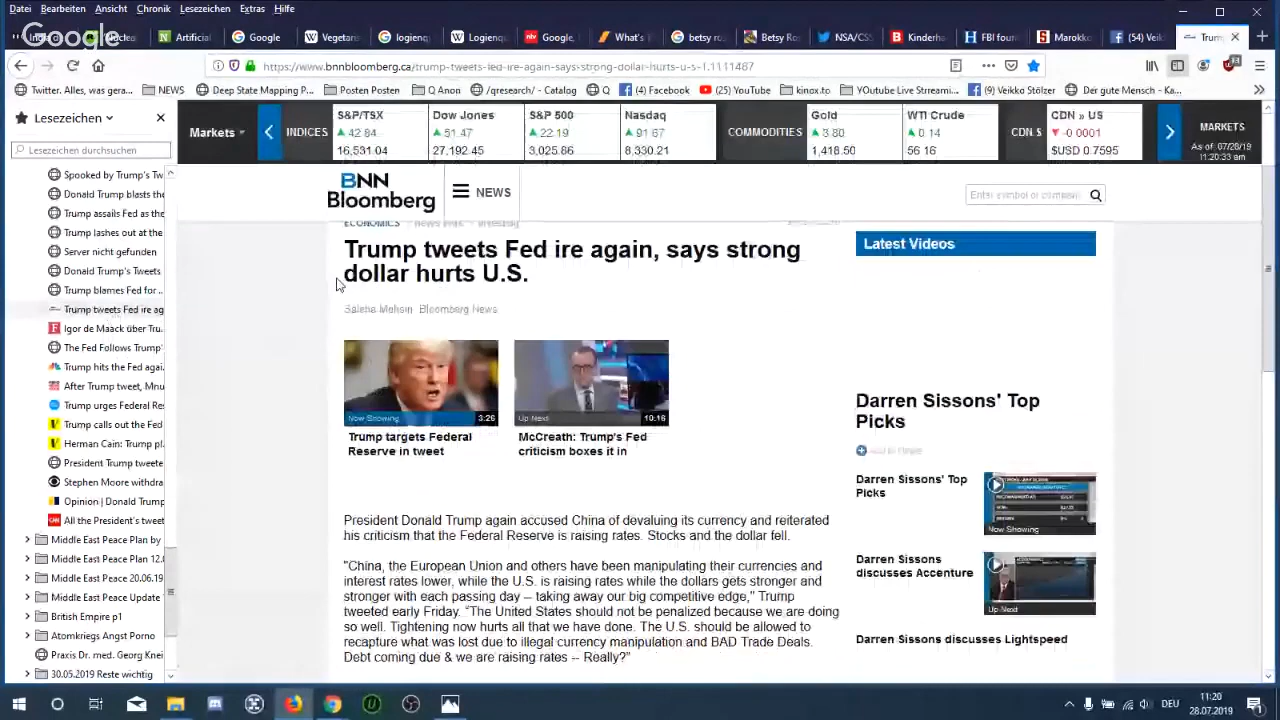 Datei Bearbeiten Ansicht Chronik Lesezeichen Extras Hilfe
Google
Artificial Google Vegetar logienq Logienq Google, What's betsy ro Betsy Ro NSA/CSS Kinderh FBI foun Marokko (54) Veik Trump
https://www.bnnbloomberg.ca/trump-tweets-fed-ire-again-says-strong-dollar-hurts-u-s-1.1111487
Twitter. Alles, was gera... NEWS Deep State Mapping P... Posten Posten Q Anon /qresearch/ - Catalog Q (4) Facebook (25) YouTube kinox.to YOutube Live Streami... (9) Veikko Stölzer Der gute Mensch - Ka...
Lesezeichen
Lesezeichen durchsuchen
Spooked by Trump's Tw
Donald Trump blasts the
Trump assails Fed as the
Trump lashes out at the
Server nicht gefunden
Donald Trump's Tweets
Trump blames Fed for ..
Trump tweets Fed ire ag
Igor de Maack über Tru.
The Fed Follows Trump'
Trump hits the Fed agai.
After Trump tweet, Mnu
Trump urges Federal Res
Trump calls out the Fed
Herman Cain: Trump pl.
President Trump tweete
Stephen Moore withdra
Opinion | Donald Trump
All the President's tweet
Middle East Peace Plan by
Middle East Peace Plan 12.0
Middle East Peace 20.06.19
Middle East Peace Update
British Empire p1
Atomkriegs Angst Porno
Praxis Dr. med. Georg Knei
30.05.2019 Reste wichtig
Markets INDICES
S&P/TSX
42.84
16,531.04
Dow Jones
51.47
27,192.45
S&P 500
22.19
3,025.86
Nasdaq
91.67
8,330.21
COMMODITIES
Gold
3.80
1,418.50
WTI Crude
0.14
56.16
CDN $
CDN » US
-0.0001
$USD 0.7595
MARKETS
As of: 07/28/19
11:20:33 am
BNN
Bloomberg
NEWS
Enter symbol or company
ECONOMICS
Trump tweets Fed ire again, says strong
dollar hurts U.S.
Saleha Mohsin Bloomberg News
Now Showing 3:26
Trump targets Federal
Reserve in tweet
Up Next 10:16
McCreath: Trump's Fed
criticism boxes it in
President Donald Trump again accused China of devaluing its currency and reiterated
his criticism that the Federal Reserve is raising rates. Stocks and the dollar fell.
"China, the European Union and others have been manipulating their currencies and
interest rates lower, while the U.S. is raising rates while the dollars gets stronger and
stronger with each passing day -- taking away our big competitive edge," Trump
tweeted early Friday. "The United States should not be penalized because we are doing
so well. Tightening now hurts all that we have done. The U.S. should be allowed to
recapture what was lost due to illegal currency manipulation and BAD Trade Deals.
Debt coming due & we are raising rates -- Really?"
Latest Videos
Darren Sissons' Top
Picks
Darren Sissons' Top
Picks
Now Showing
Darren Sissons
discusses Accenture
Up Next
Darren Sissons discusses Lightspeed
DEU
11:20
28.07.2019